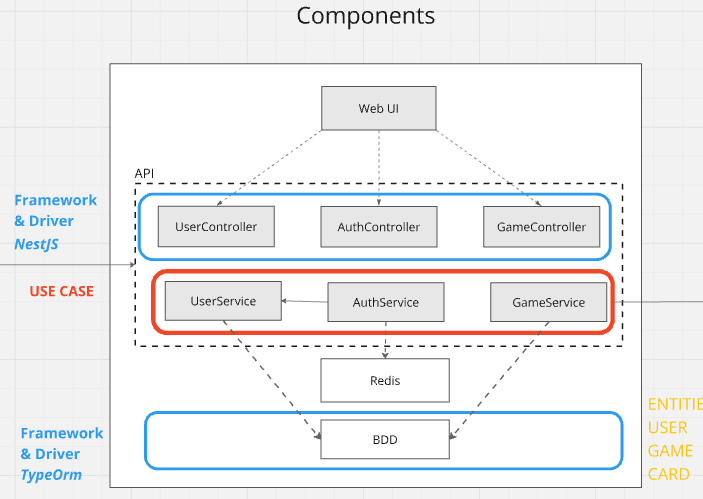 Components
Web UI
API
Framework
& Driver
NestJS
UserController
AuthController
GameController
USE CASE
UserService
AuthService
GameService
Redis
Framework
& Driver
TypeOrm
BDD
ENTITIE
USER
GAME
CARD